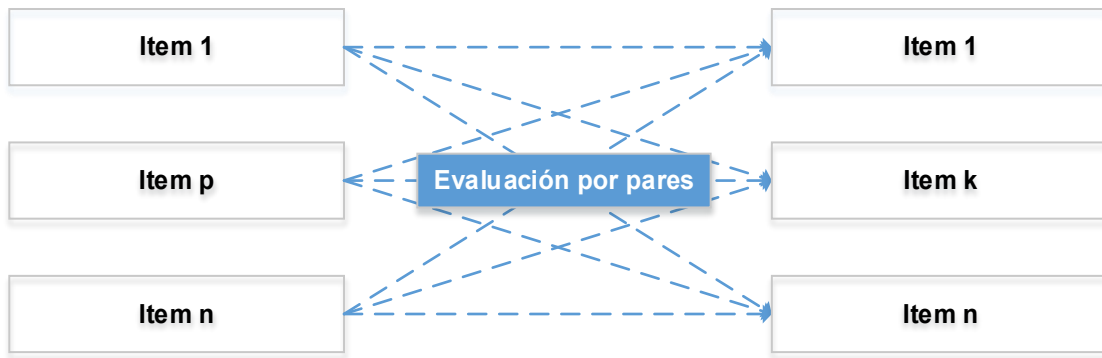 Item 1
Item 1
Item p
Evaluación por pares
Item k
Item n
Item n